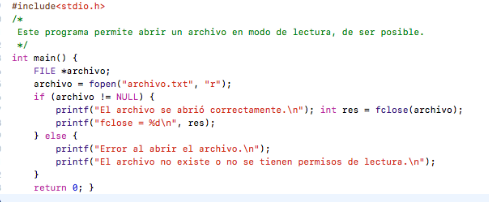 #include<stdio.h>
/*
Este programa permite abrir un archivo en modo de lectura, de ser posible.
*/
int main() {
FILE *archivo;
archivo = fopen("archivo.txt", "r");
if (archivo != NULL) {
printf("El archivo se abrió correctamente.\n"); int res = fclose(archivo);
printf("fclose = %d\n", res);
} else {
printf("Error al abrir el archivo.\n");
printf("El archivo no existe o no se tienen permisos de lectura.\n");
}
return 0; }